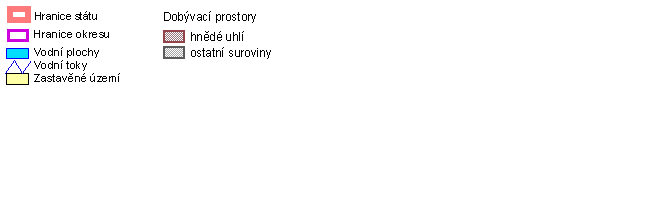 Hranice státu
Hranice okresu
Vodní plochy
Vodní toky
Zastavěné území
Dobývací prostory
hnědé uhlí
ostatní suroviny